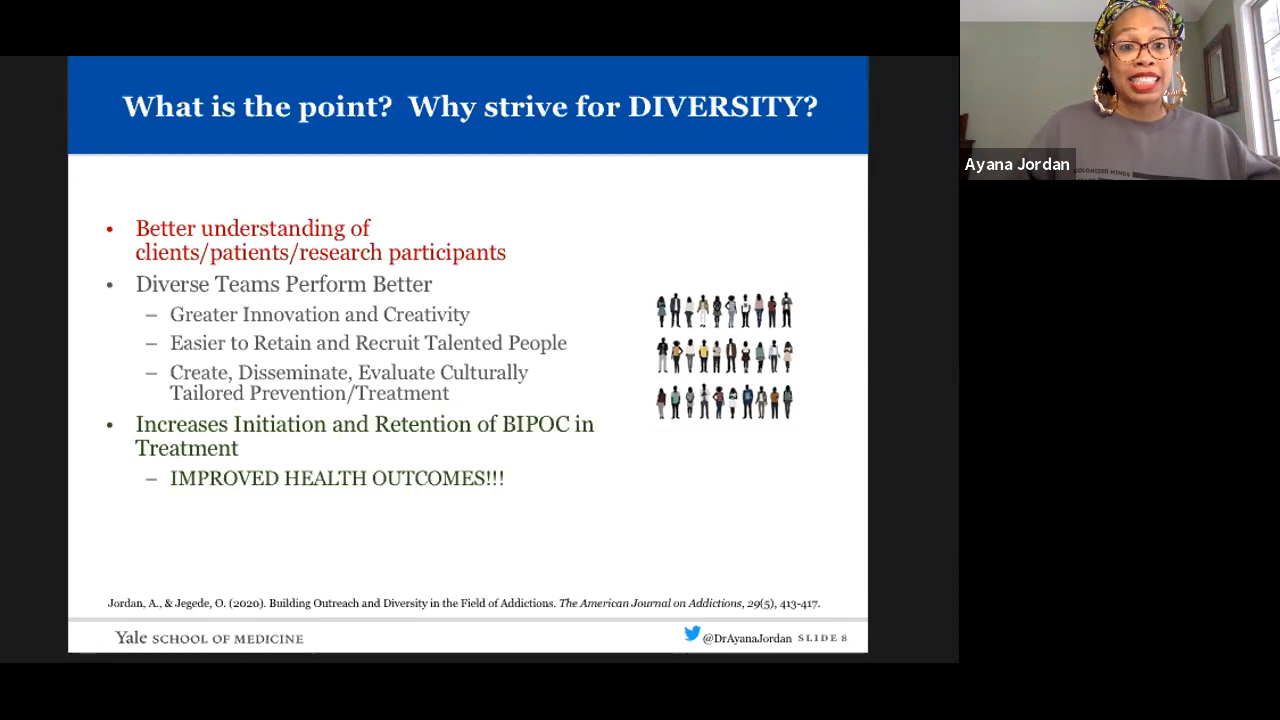 What is the point?  Why strive for DIVERSITY?
• Better understanding of
clients/patients/research participants
• Diverse Teams Perform Better
– Greater Innovation and Creativity
– Easier to Retain and Recruit Talented People
– Create, Disseminate, Evaluate Culturally
Tailored Prevention/Treatment
• Increases Initiation and Retention of BIPOC in
Treatment
– IMPROVED HEALTH OUTCOMES!!!
Jordan, A., & Jegede, O. (2020). Building Outreach and Diversity in the Field of Addictions. The American Journal on Addictions, 29(5), 413-417.
Yale SCHOOL OF MEDICINE
@DrAyanaJordan SLIDE 8
Ayana Jordan
COLONIZED MINDS